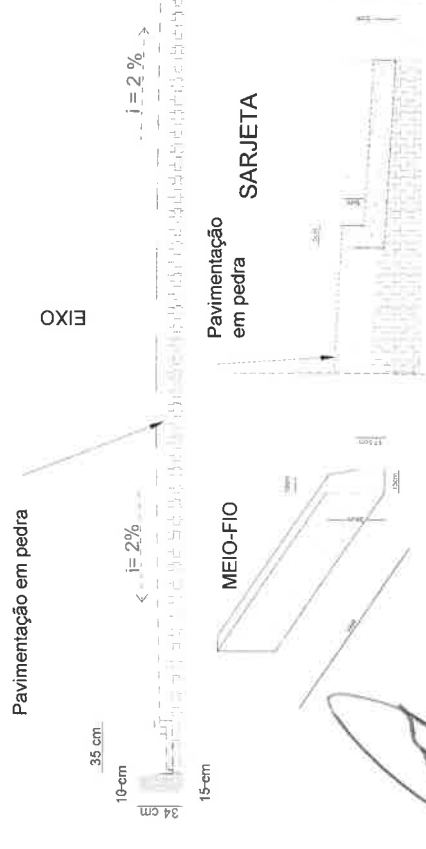 Pavimentação em pedra
EIXO
i= 2%
i = 2 %
35 cm
10-cm
34 cm
15-cm
MEIO-FIO
Pavimentação
em pedra
SARJETA